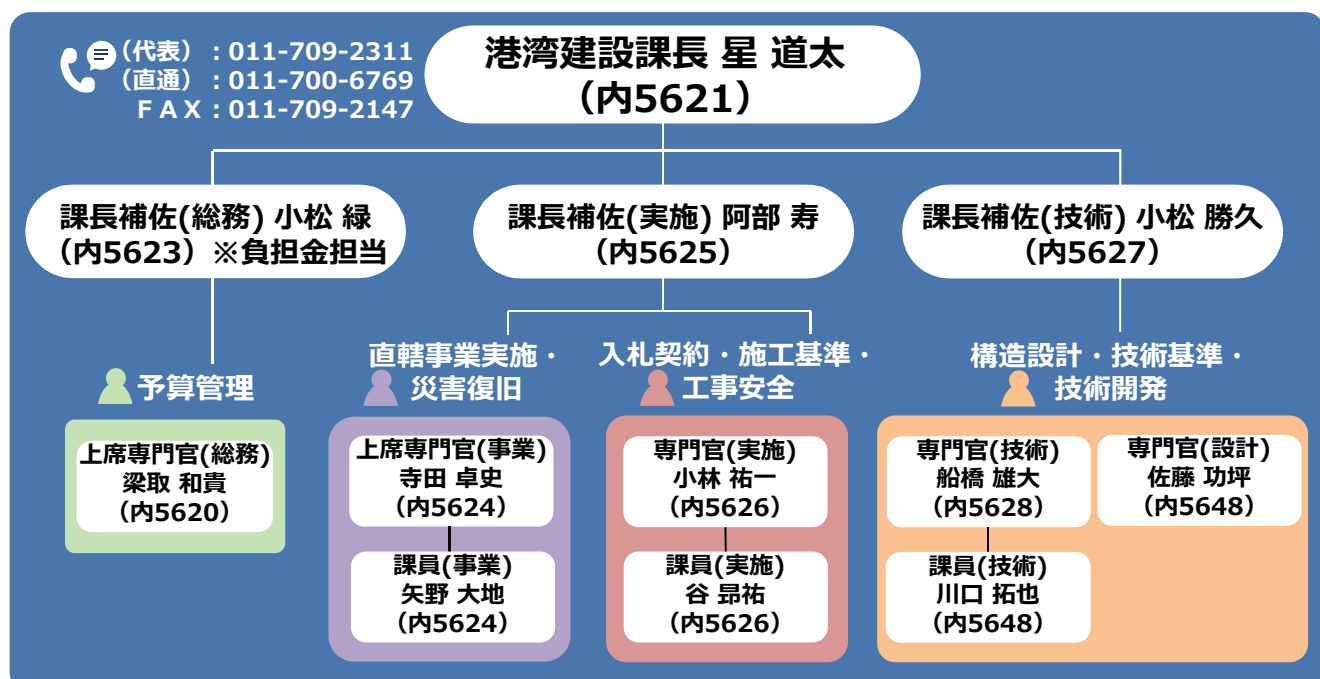 （代表）：011-709-2311
（直通）：011-700-6769
ＦＡＸ：011-709-2147
港湾建設課長 星 道太
（内5621）
課長補佐(総務) 小松 緑
（内5623）※負担金担当
課長補佐(実施) 阿部 寿
（内5625）
課長補佐(技術) 小松 勝久
（内5627）
予算管理
上席専門官(総務)
梁取 和貴
（内5620）
直轄事業実施・
災害復旧
上席専門官(事業)
寺田 卓史
（内5624）
課員(事業)
矢野 大地
（内5624）
入札契約・施工基準・
工事安全
専門官(実施)
小林 祐一
（内5626）
課員(実施)
谷 昂祐
（内5626）
構造設計・技術基準・
技術開発
専門官(技術)
船橋 雄大
（内5628）
課員(技術)
川口 拓也
（内5648）
専門官(設計)
佐藤 功坪
（内5648）